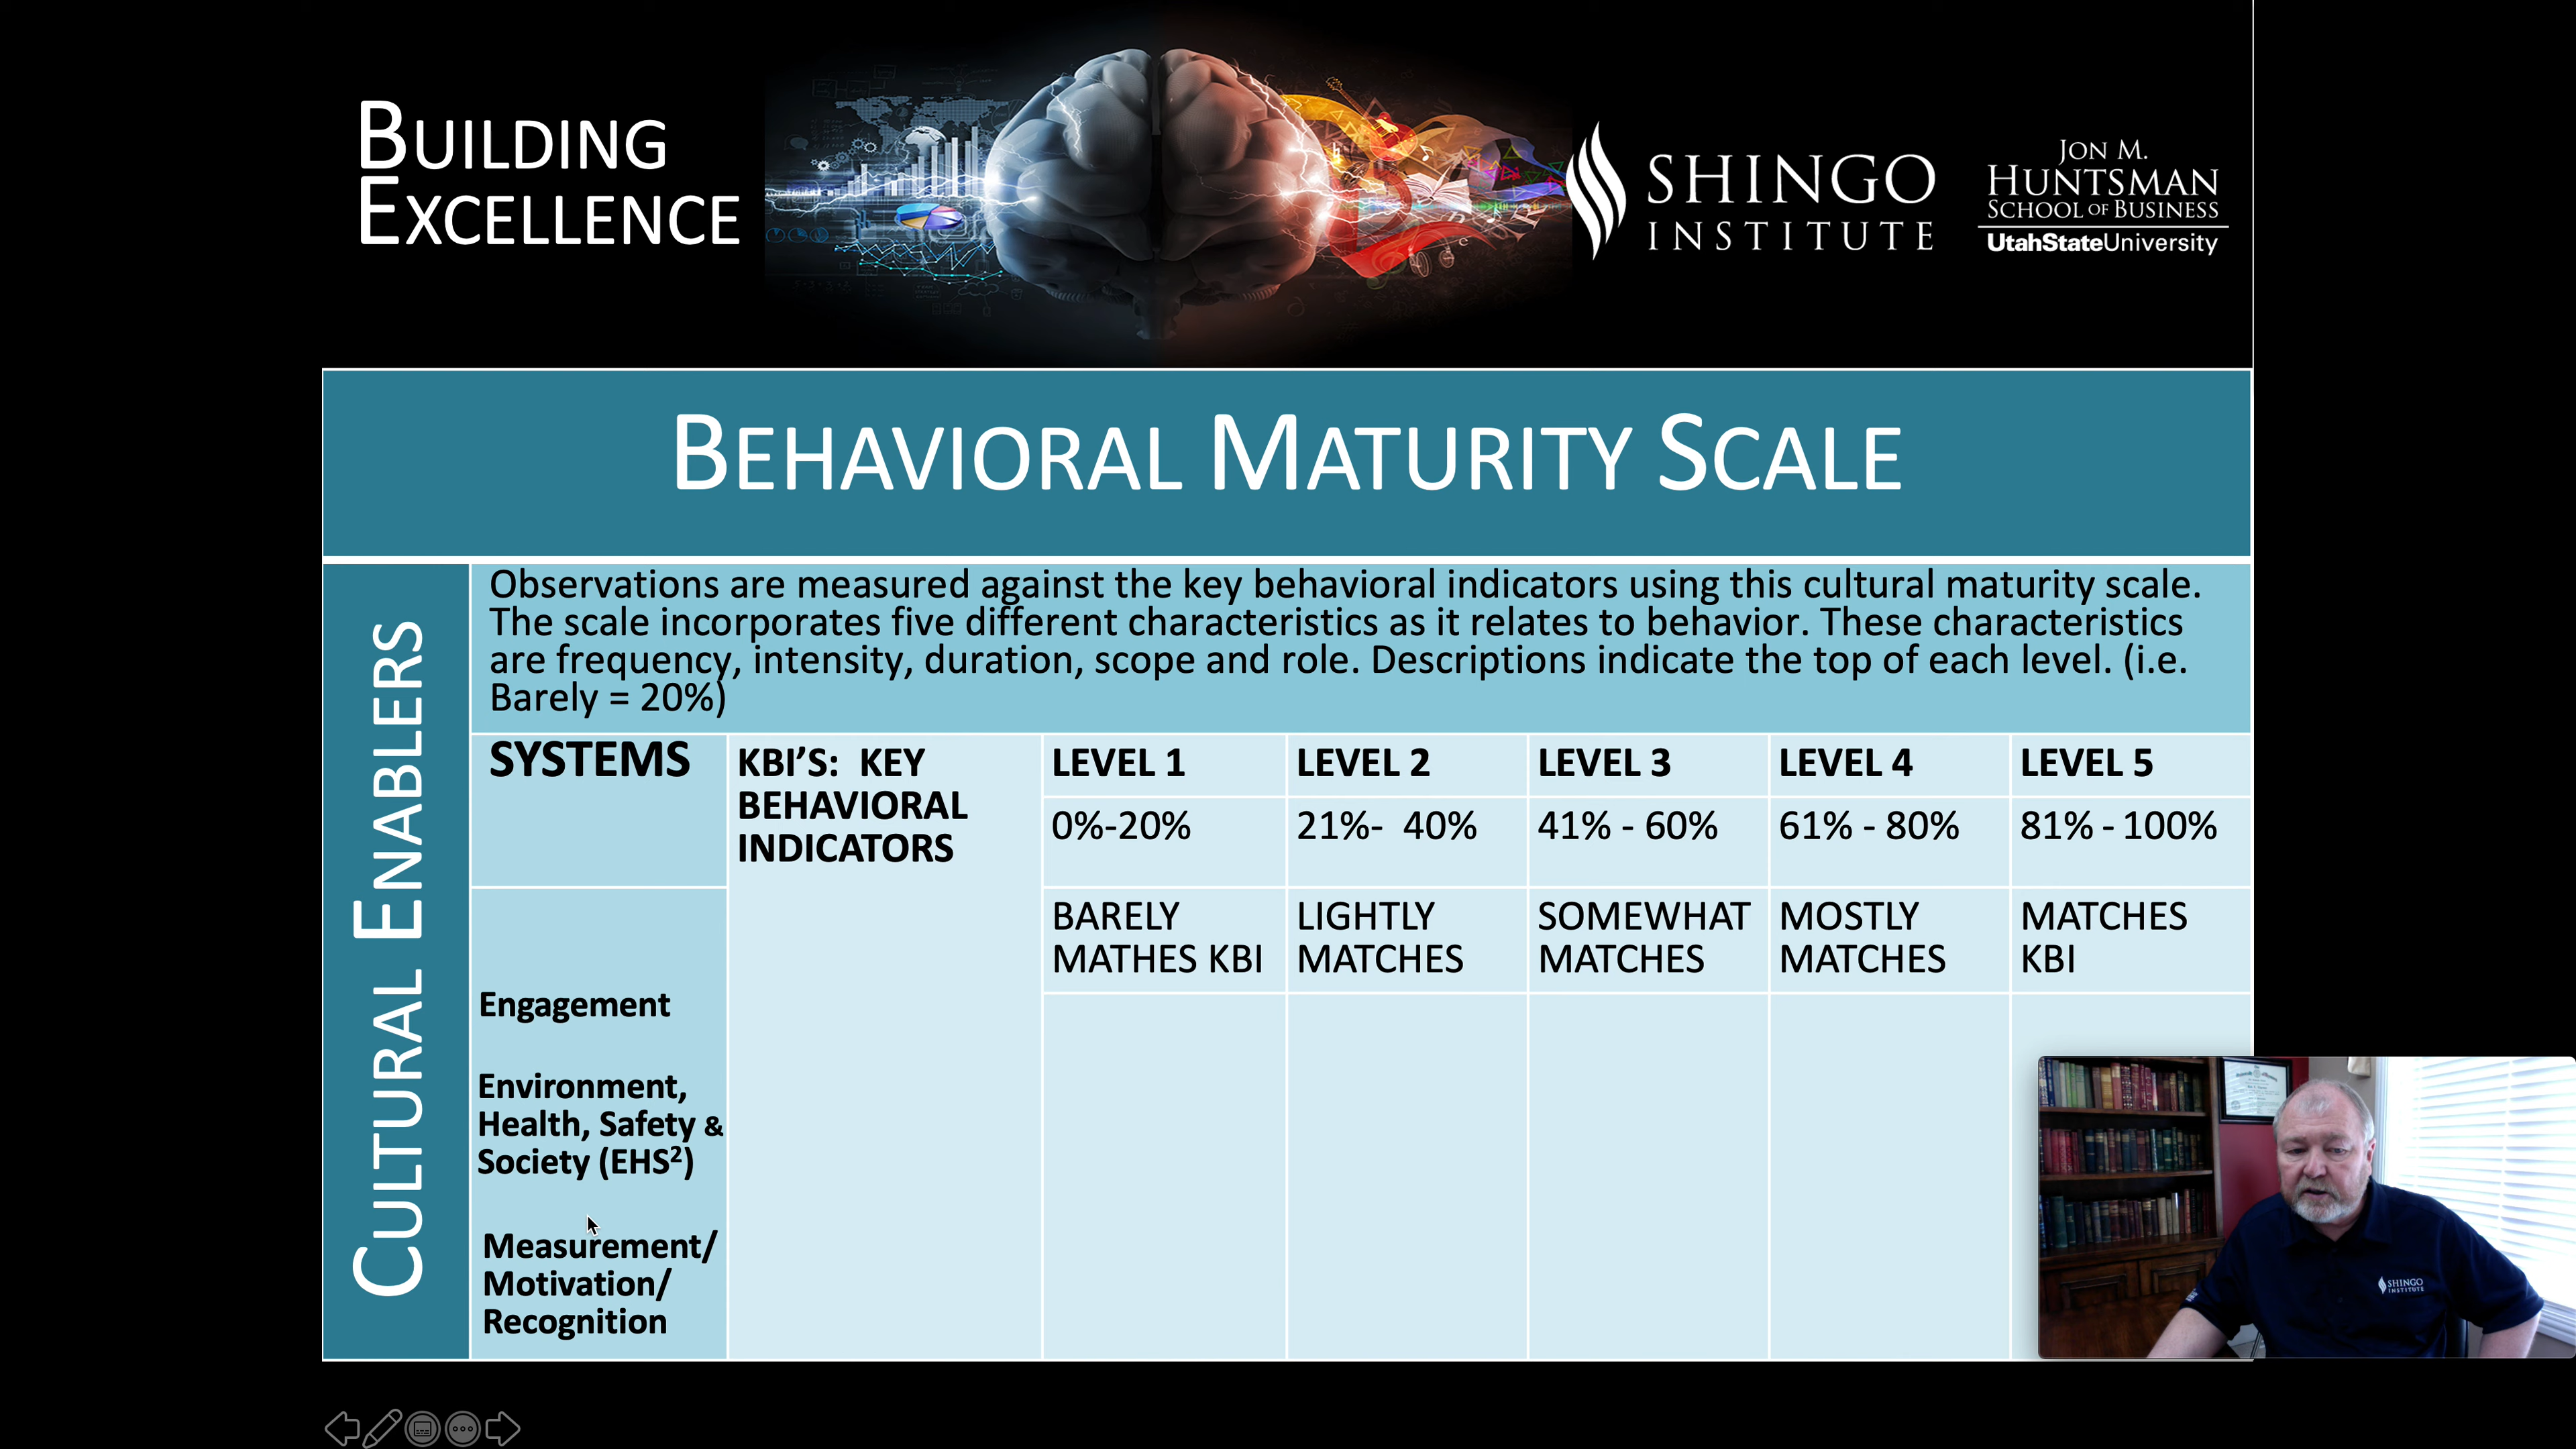 BUILDING
EXCELLENCE
SHINGO
INSTITUTE
JON M.
HUNTSMAN
SCHOOL OF BUSINESS
UtahStateUniversity
BEHAVIORAL MATURITY SCALE
CULTURAL ENABLERS
Observations are measured against the key behavioral indicators using this cultural maturity scale.
The scale incorporates five different characteristics as it relates to behavior. These characteristics
are frequency, intensity, duration, scope and role. Descriptions indicate the top of each level. (i.e.
Barely = 20%)
SYSTEMS
KBI’S: KEY
BEHAVIORAL
INDICATORS
LEVEL 1
LEVEL 2
LEVEL 3
LEVEL 4
LEVEL 5
0%-20%
21%- 40%
41% - 60%
61% - 80%
81% - 100%
BARELY
MATHES KBI
LIGHTLY
MATCHES
SOMEWHAT
MATCHES
MOSTLY
MATCHES
MATCHES
KBI
Engagement
Environment,
Health, Safety &
Society (EHS²)
Measurement/
Motivation/
Recognition
SHINGO
INSTITUTE